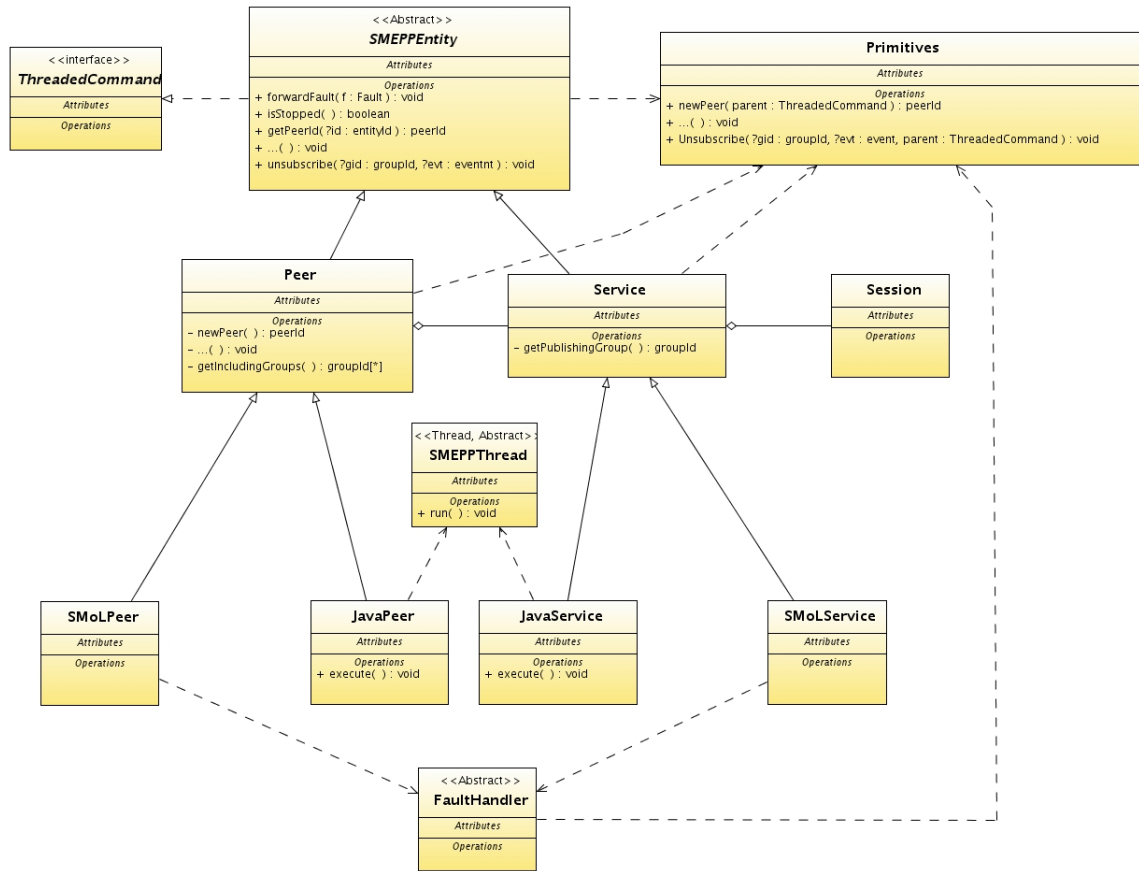 <<Abstract>>
SMEPPEntity
Attributes
Operations
+ forwardFault( f : Fault ) : void
+ isStopped( ) : boolean
+ getPeerId( ?id : entityId ) : peerId
+ ...( ) : void
+ unsubscribe( ?gid : groupId, ?evt : eventnt ) : void
<<interface>>
ThreadedCommand
Attributes
Operations
Primitives
Attributes
Operations
+ newPeer( parent : ThreadedCommand ) : peerId
+ ...( ) : void
+ Unsubscribe( ?gid : groupId, ?evt : event, parent : ThreadedCommand ) : void
Peer
Attributes
Operations
- newPeer( ) : peerId
- ...( ) : void
- getIncludingGroups( ) : groupId[*]
Service
Attributes
Operations
- getPublishingGroup( ) : groupId
Session
Attributes
Operations
<<Thread, Abstract>>
SMEPPThread
Attributes
Operations
+ run( ) : void
SMoLPeer
Attributes
Operations
JavaPeer
Attributes
Operations
+ execute( ) : void
JavaService
Attributes
Operations
+ execute( ) : void
SMoLService
Attributes
Operations
<<Abstract>>
FaultHandler
Attributes
Operations